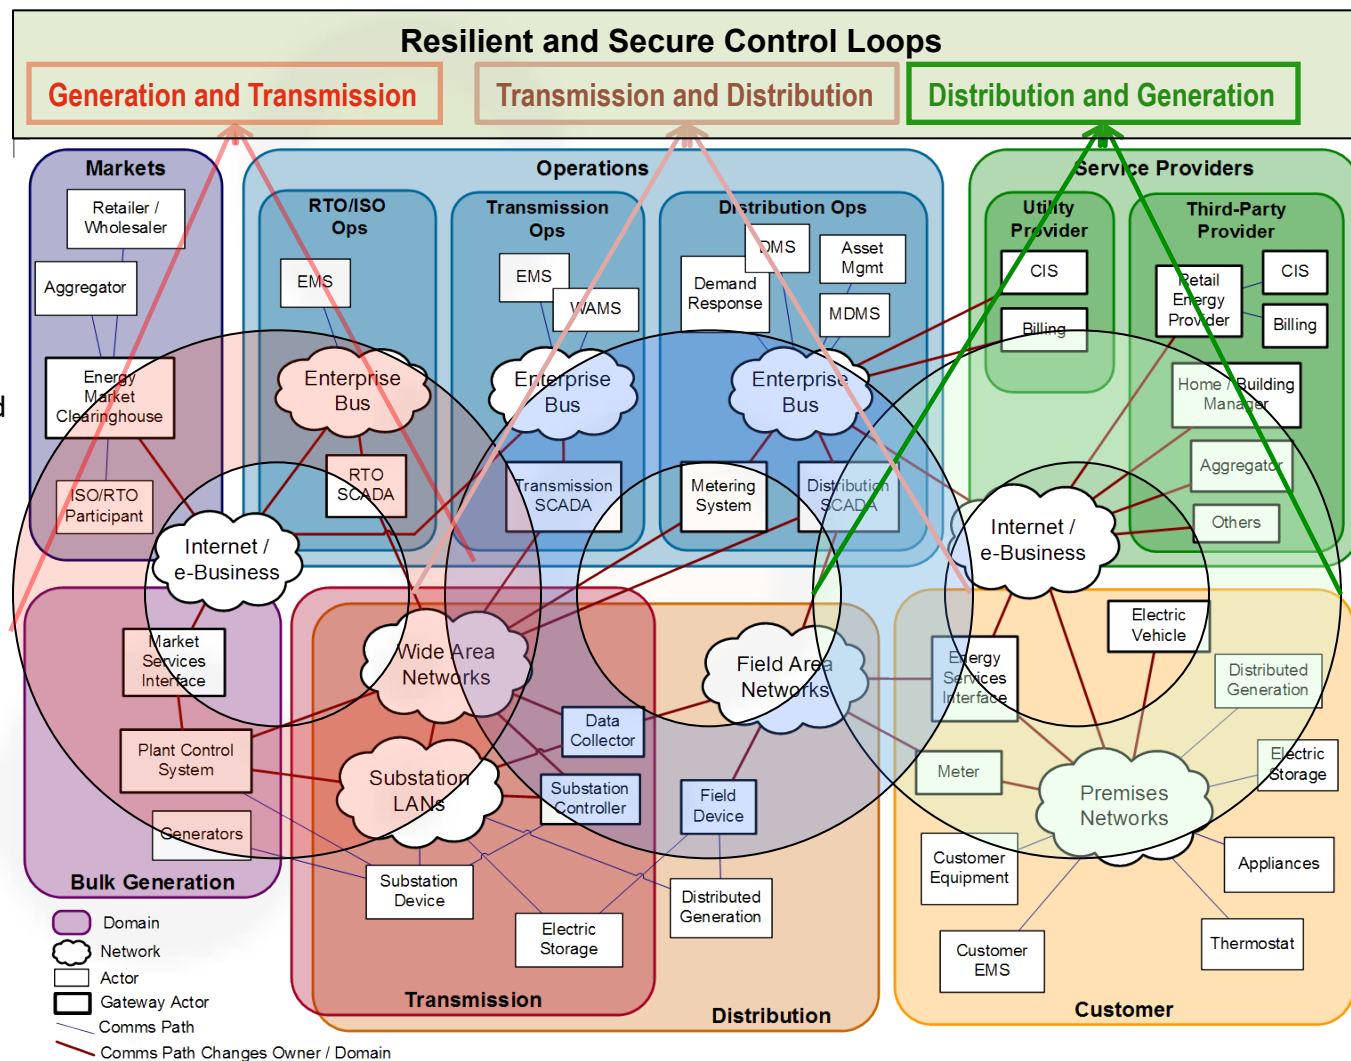 Resilient and Secure Control Loops
Generation and Transmission
Transmission and Distribution
Distribution and Generation
Markets
Retailer /
Wholesaler
Aggregator
Energy
Market
Clearinghouse
ISO/RTO
Participant
d
Operations
RTO/ISO
Ops
EMS
Enterprise
Bus
RTO
SCADA
Transmission
Ops
EMS
WAMS
Enterprise
Bus
Transmission
SCADA
Distribution Ops
DMS
Demand
Response
Asset
Mgmt
MDMS
Enterprise
Bus
Metering
System
Distribution
SCADA
Service Providers
Utility
Provider
CIS
Billing
Third-Party
Provider
Retail
Energy
Provider
CIS
Billing
Home / Building
Manager
Aggregator
Others
Internet /
e-Business
Internet /
e-Business
Market
Services
Interface
Plant Control
System
Generators
Bulk Generation
Wide Area
Networks
Substation
LANs
Data
Collector
Substation
Controller
Substation
Device
Electric
Storage
Transmission
Field Area
Networks
Field
Device
Distributed
Generation
Distribution
Energy
Services
Interface
Electric
Vehicle
Distributed
Generation
Meter
Electric
Storage
Premises
Networks
Customer
Equipment
Appliances
Customer
EMS
Thermostat
Customer
Domain
Network
Actor
Gateway Actor
Comms Path
Comms Path Changes Owner / Domain